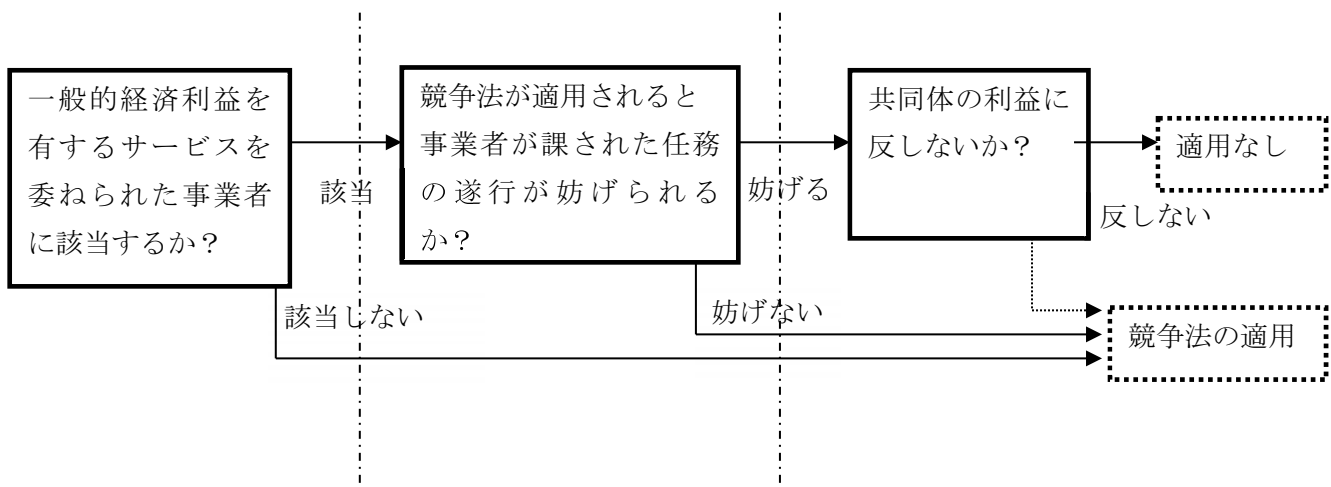 一般的経済利益を
有するサービスを
委ねられた事業者
に該当するか？
該当
該当しない
競争法が適用されると
事業者が課された任務
の遂行が妨げられる
か？
妨げる
妨げない
共同体の利益に
反しないか？
反しない
適用なし
競争法の適用